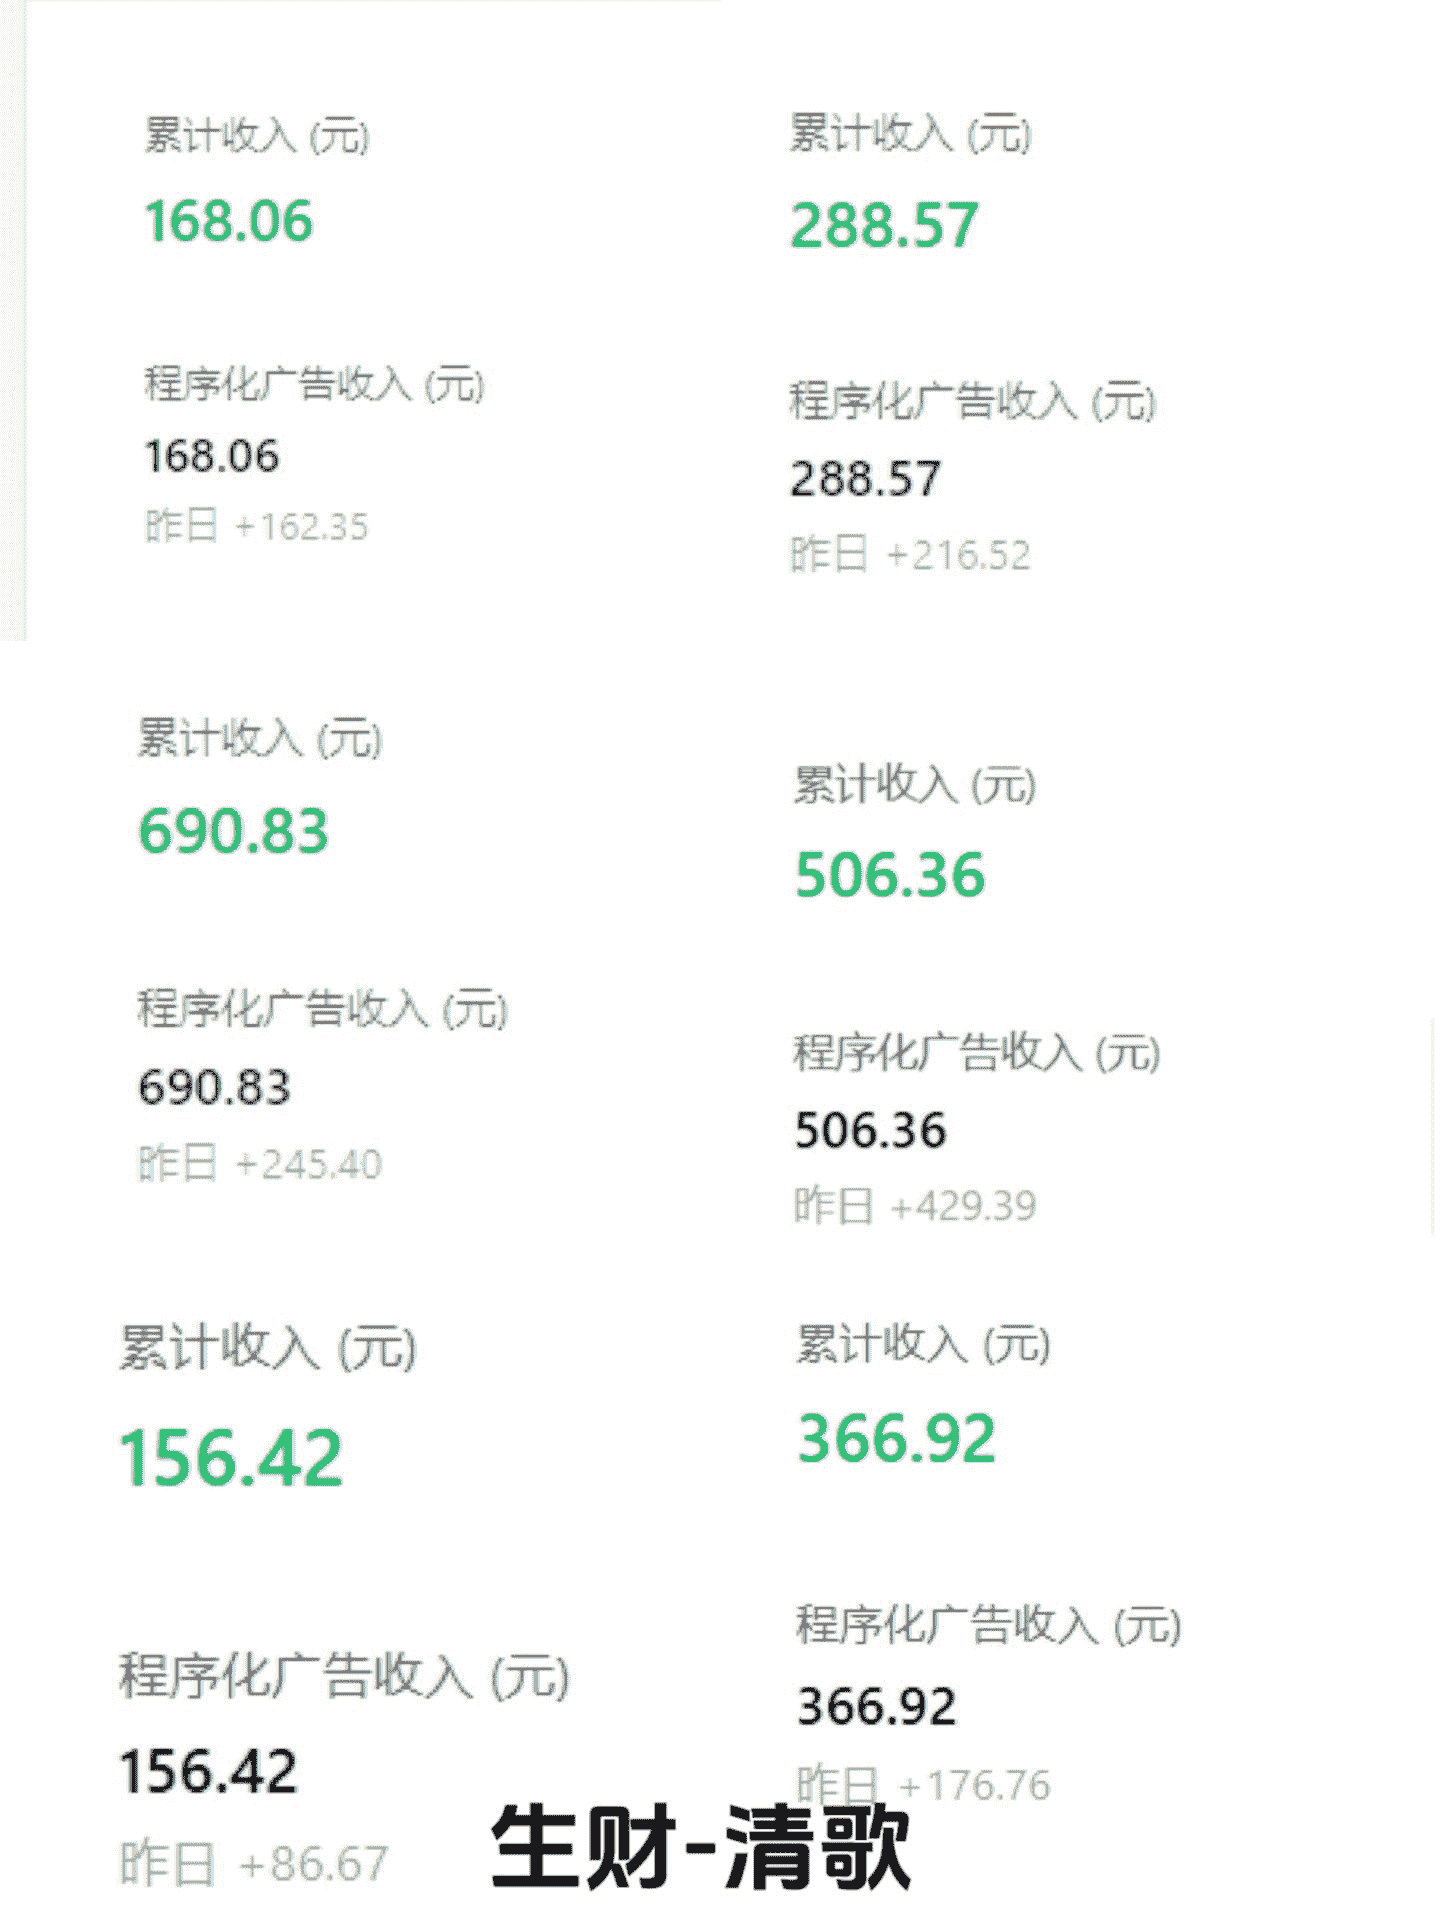 累计收入 (元)
168.06
程序化广告收入 (元)
168.06
昨日 +162.35
累计收入 (元)
288.57
程序化广告收入 (元)
288.57
昨日 +216.52
累计收入 (元)
690.83
程序化广告收入 (元)
690.83
昨日 +245.40
累计收入 (元)
506.36
程序化广告收入 (元)
506.36
昨日 +429.39
累计收入 (元)
156.42
程序化广告收入 (元)
156.42
昨日 +86.67
累计收入 (元)
366.92
程序化广告收入 (元)
366.92
昨日 +176.76
生财-清歌